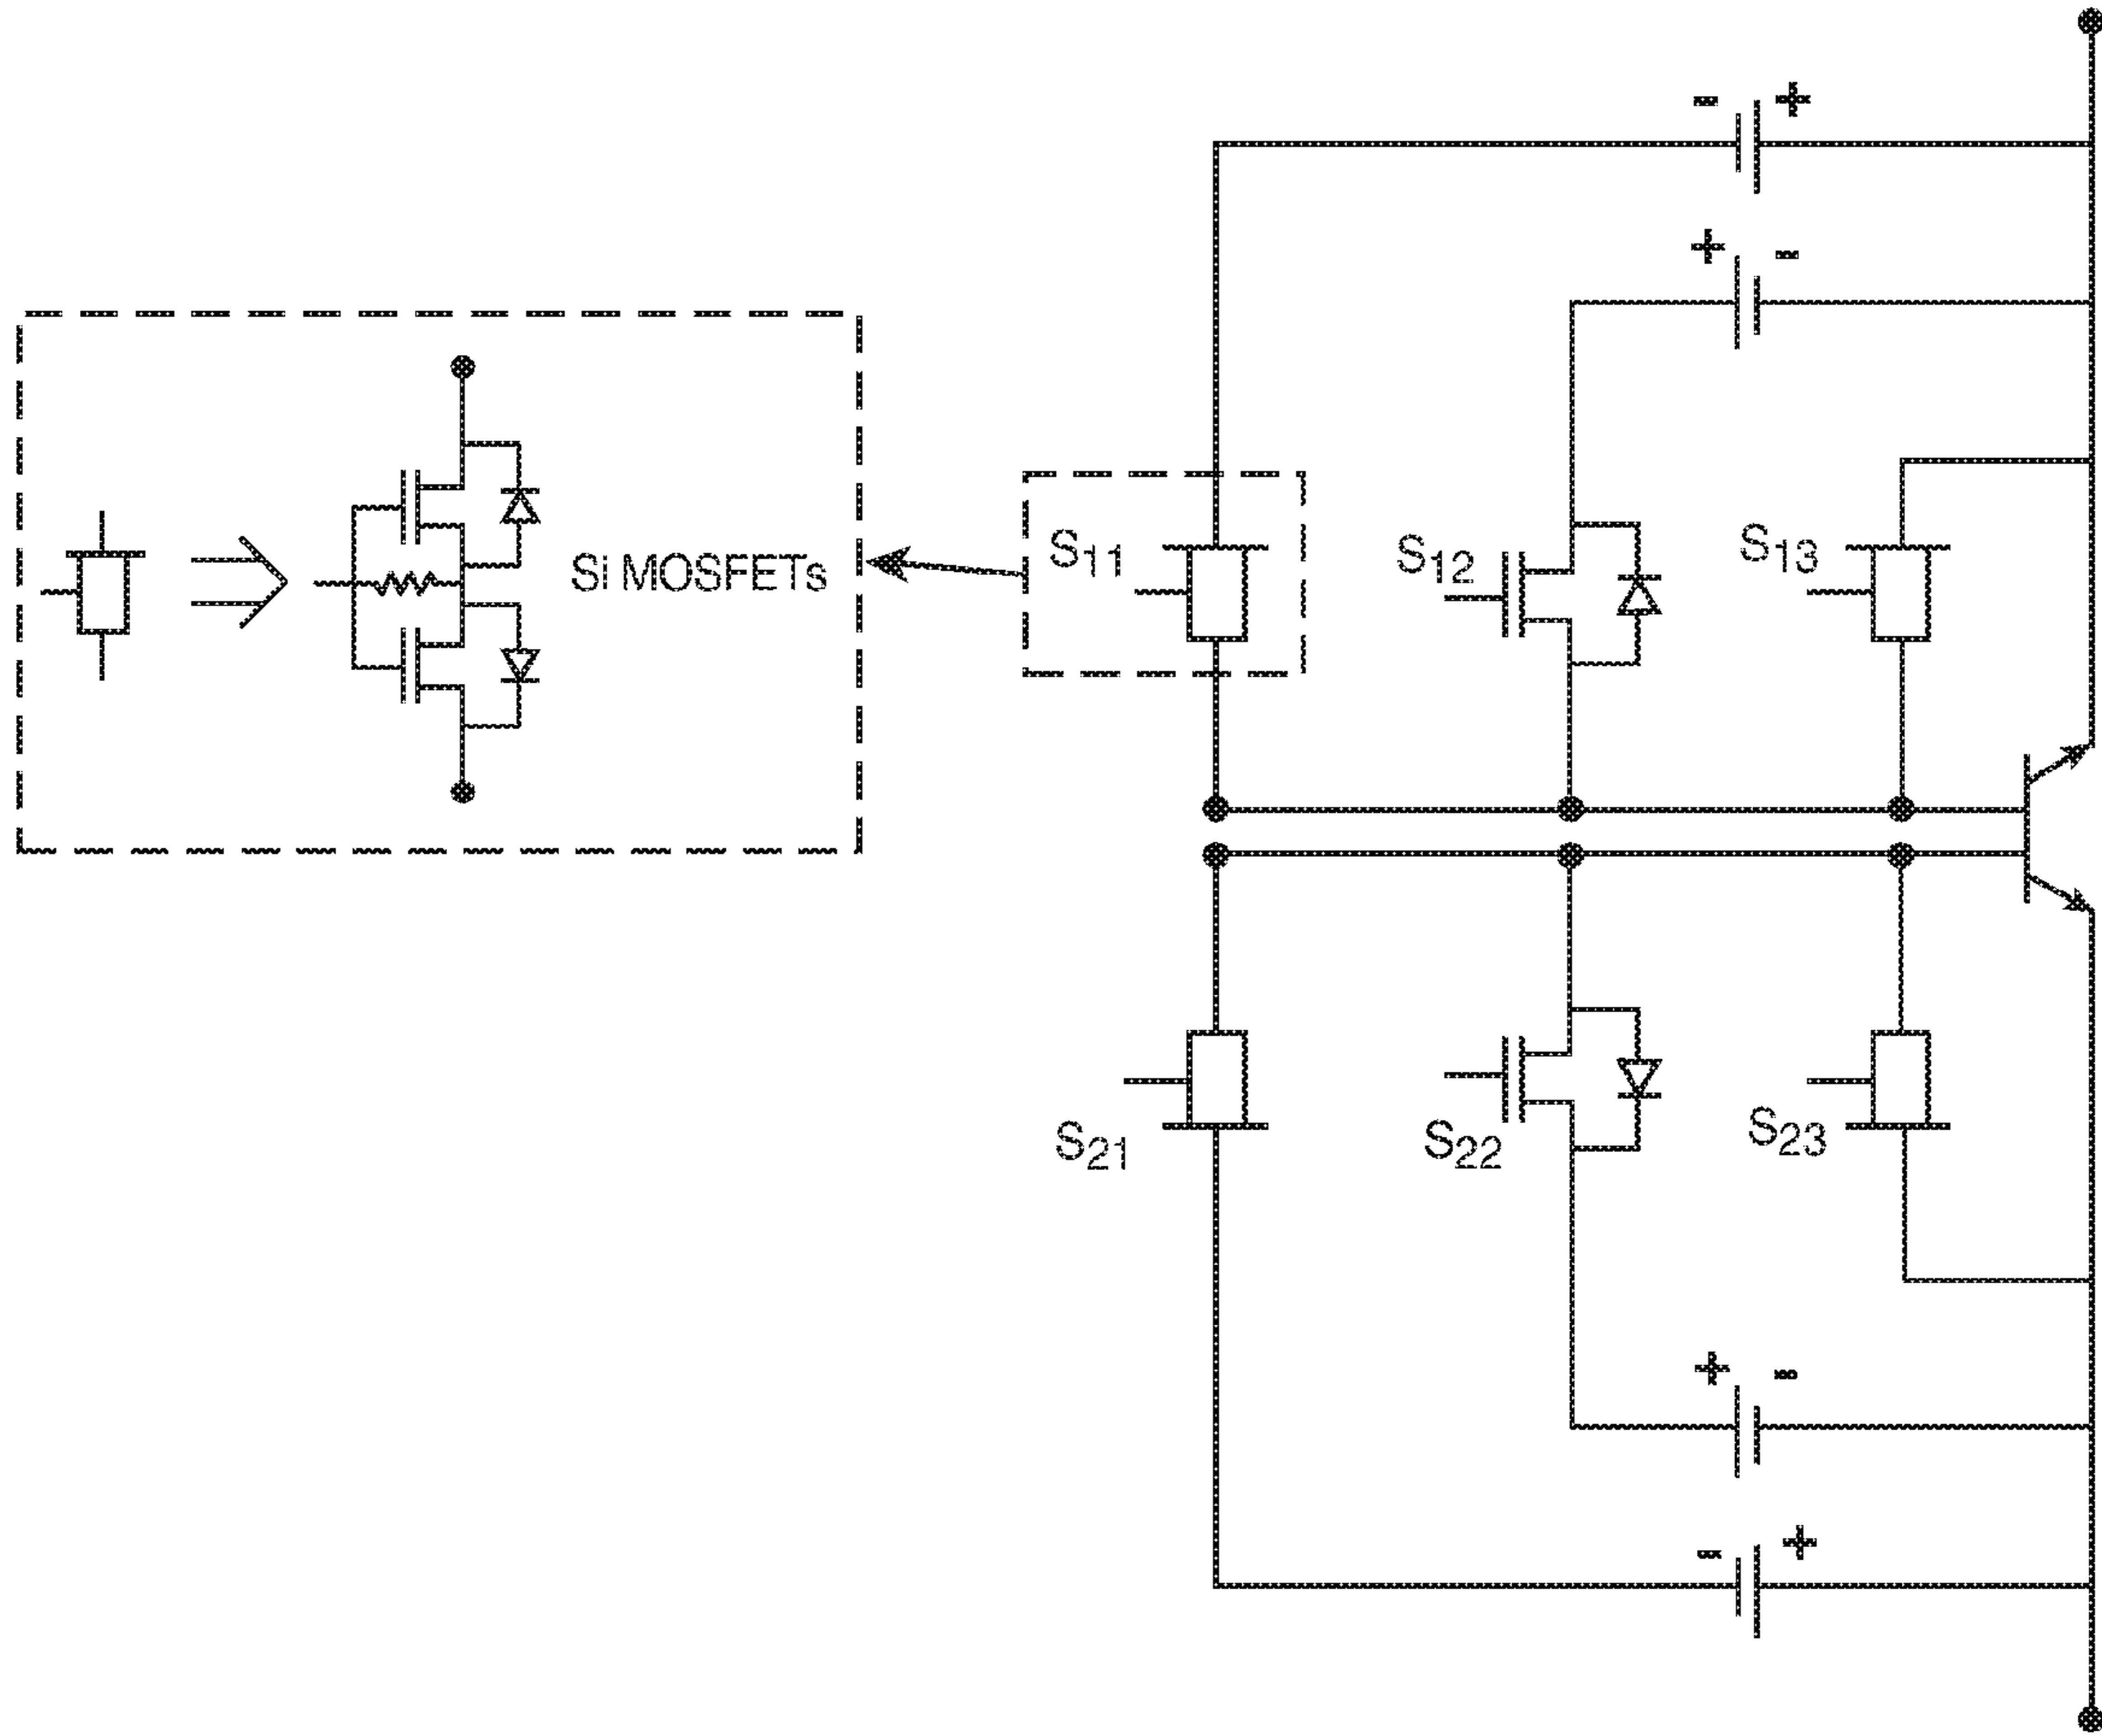 - +
+ -
S11
S12
S13
Si MOSFETs
S21
S22
S23
+ -
- +